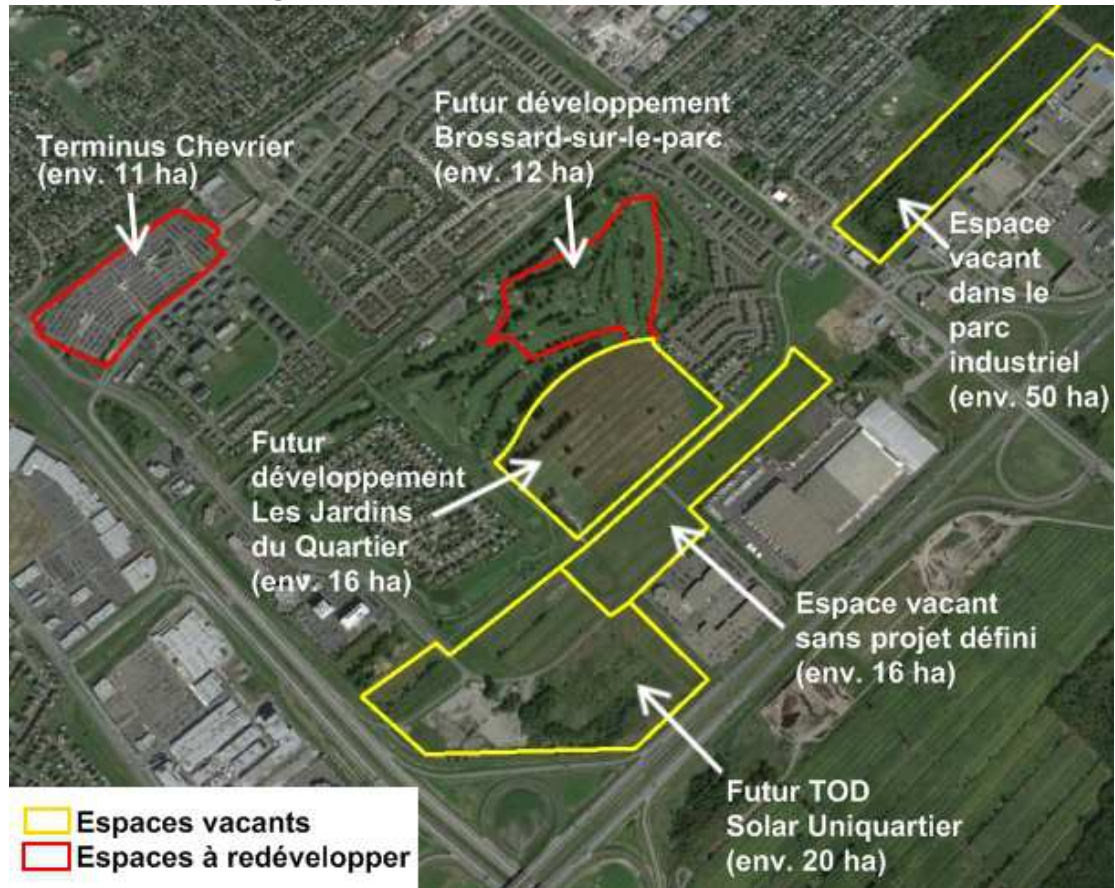 Terminus Chevrier
(env. 11 ha)
Futur développement
Brossard-sur-le-parc
(env. 12 ha)
Espace
vacant
dans le
parc
industriel
(env. 50 ha)
Futur
développement
Les Jardins
du Quartier
(env. 16 ha)
Espace vacant
sans projet défini
(env. 16 ha)
Futur TOD
Solar Uniquartier
(env. 20 ha)
Espaces vacants
Espaces à redévelopper